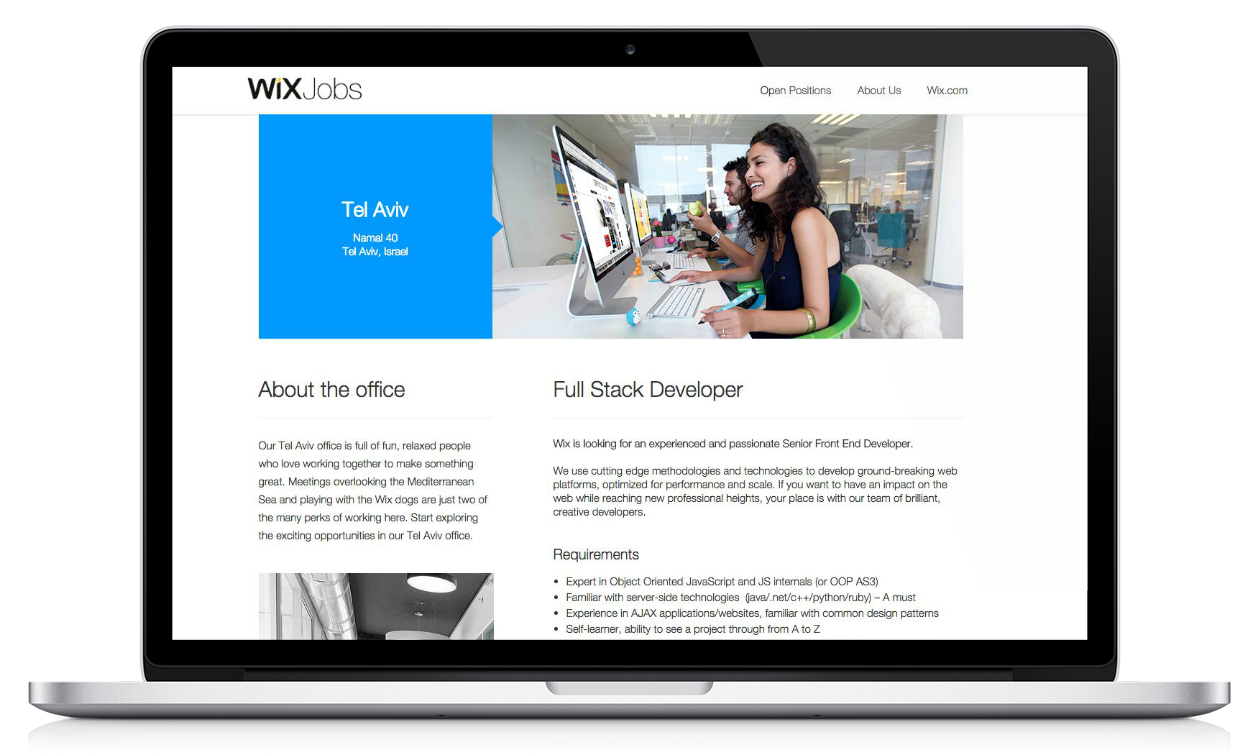 WiXJobs
Open Positions
About Us
Wix.com
Tel Aviv
Namal 40
Tel Aviv, Israel
About the office
Our Tel Aviv office is full of fun, relaxed people
who love working together to make something
great. Meetings overlooking the Mediterranean
Sea and playing with the Wix dogs are just two of
the many perks of working here. Start exploring
the exciting opportunities in our Tel Aviv office.
Full Stack Developer
Wix is looking for an experienced and passionate Senior Front End Developer.
We use cutting edge methodologies and technologies to develop ground-breaking web
platforms, optimized for performance and scale. If you want to have an impact on the
web while reaching new professional heights, your place is with our team of brilliant,
creative developers.
Requirements
• Expert in Object Oriented JavaScript and JS internals (or OOP AS3)
• Familiar with server-side technologies (java/.net/c++/python/ruby) – A must
• Experience in AJAX applications/websites, familiar with common design patterns
• Self-learner, ability to see a project through from A to Z